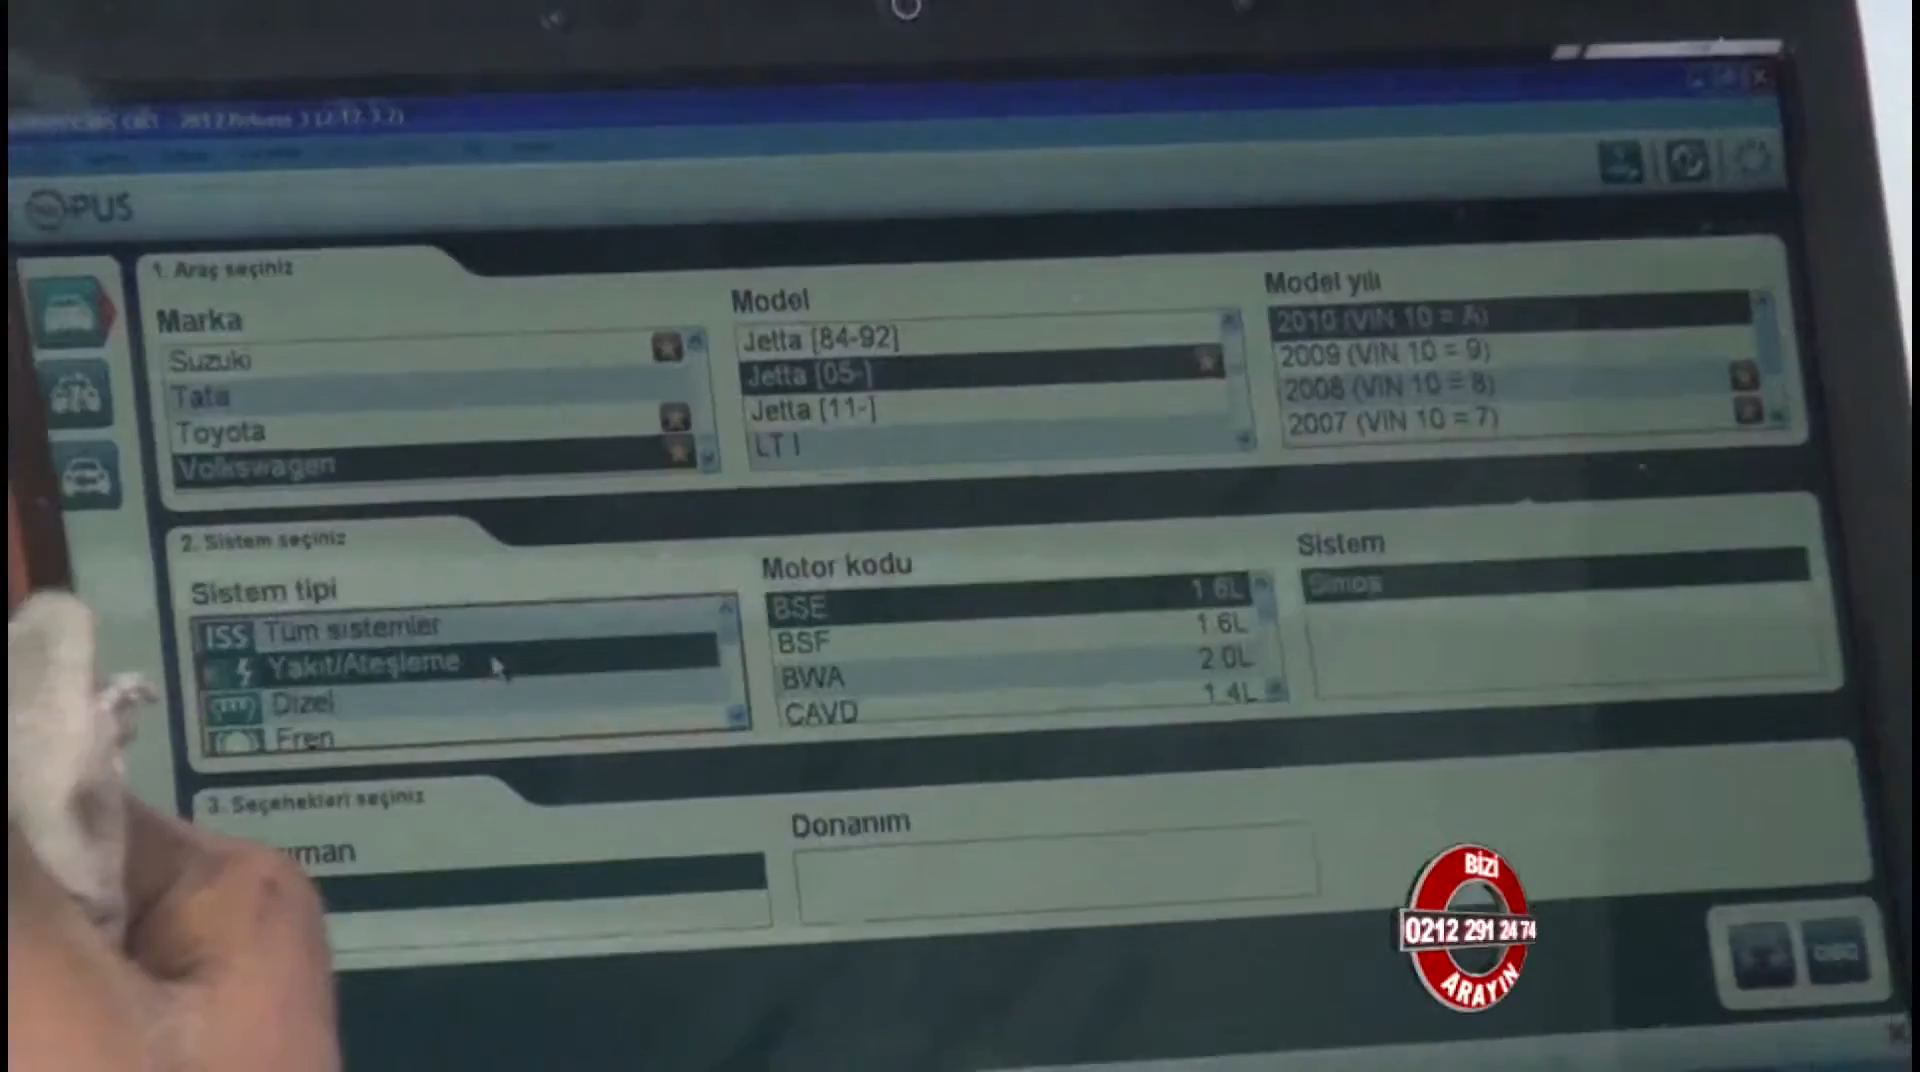 PUS
1. Araç seçiniz
Marka
Suzuki
Tata
Toyota
Volkswagen
Model
Jetta [84-92]
Jetta [05-]
Jetta [11-]
LT I
Model yılı
2010 (VIN 10 = A)
2009 (VIN 10 = 9)
2008 (VIN 10 = 8)
2007 (VIN 10 = 7)
2. Sistem seçiniz
Sistem tipi
ISS Tüm sistemler
Yakıt/Ateşleme
Dizel
Fren
Motor kodu
BSE 1.6L
BSF 1.6L
BWA 2.0L
CAVD 1.4L
Sistem
Simos
3. Seçenekleri seçiniz
Donanım
BİZİ
0212 291 24 74
ARAYIN